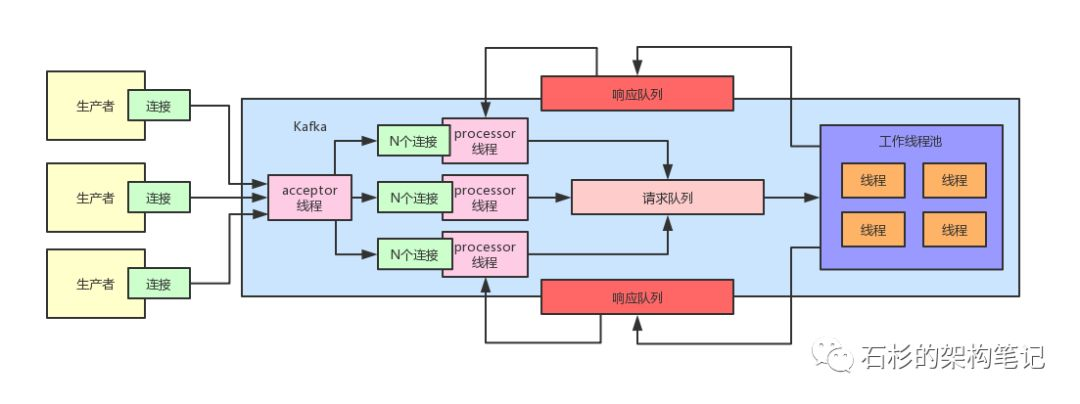 响应队列
生产者
连接
Kafka
N个连接
processor
线程
工作线程池
线程
线程
生产者
连接
acceptor
线程
N个连接
processor
线程
请求队列
线程
线程
生产者
连接
N个连接
processor
线程
响应队列
石杉的架构笔记